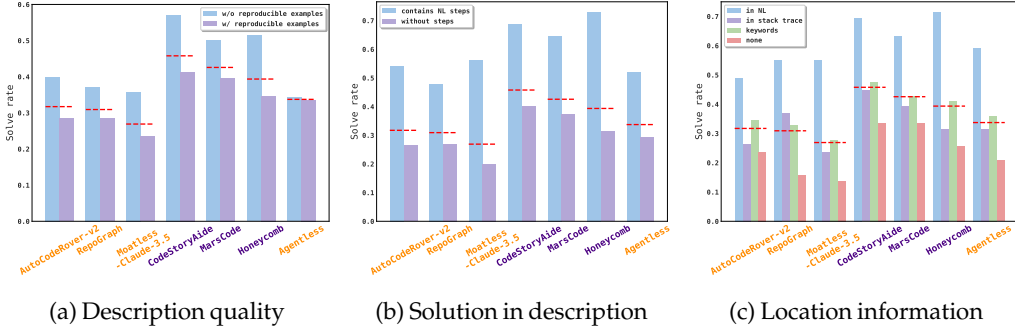 w/o reproducible examples
w/ reproducible examples
Solve rate
0.6
0.5
0.4
0.3
0.2
0.1
0.0
AutoCodeRover-v2
RepoGraph
Moatless
-Claude-3.5
CodeStoryAide
MarsCode
Honeycomb
Agentless
(a) Description quality
contains NL steps
without steps
Solve rate
0.7
0.6
0.5
0.4
0.3
0.2
0.1
0.0
AutoCodeRover-v2
RepoGraph
Moatless
-Claude-3.5
CodeStoryAide
MarsCode
Honeycomb
Agentless
(b) Solution in description
in NL
in stack trace
keywords
none
Solve rate
0.7
0.6
0.5
0.4
0.3
0.2
0.1
0.0
AutoCodeRover-v2
RepoGraph
Moatless
-Claude-3.5
CodeStoryAide
MarsCode
Honeycomb
Agentless
(c) Location information